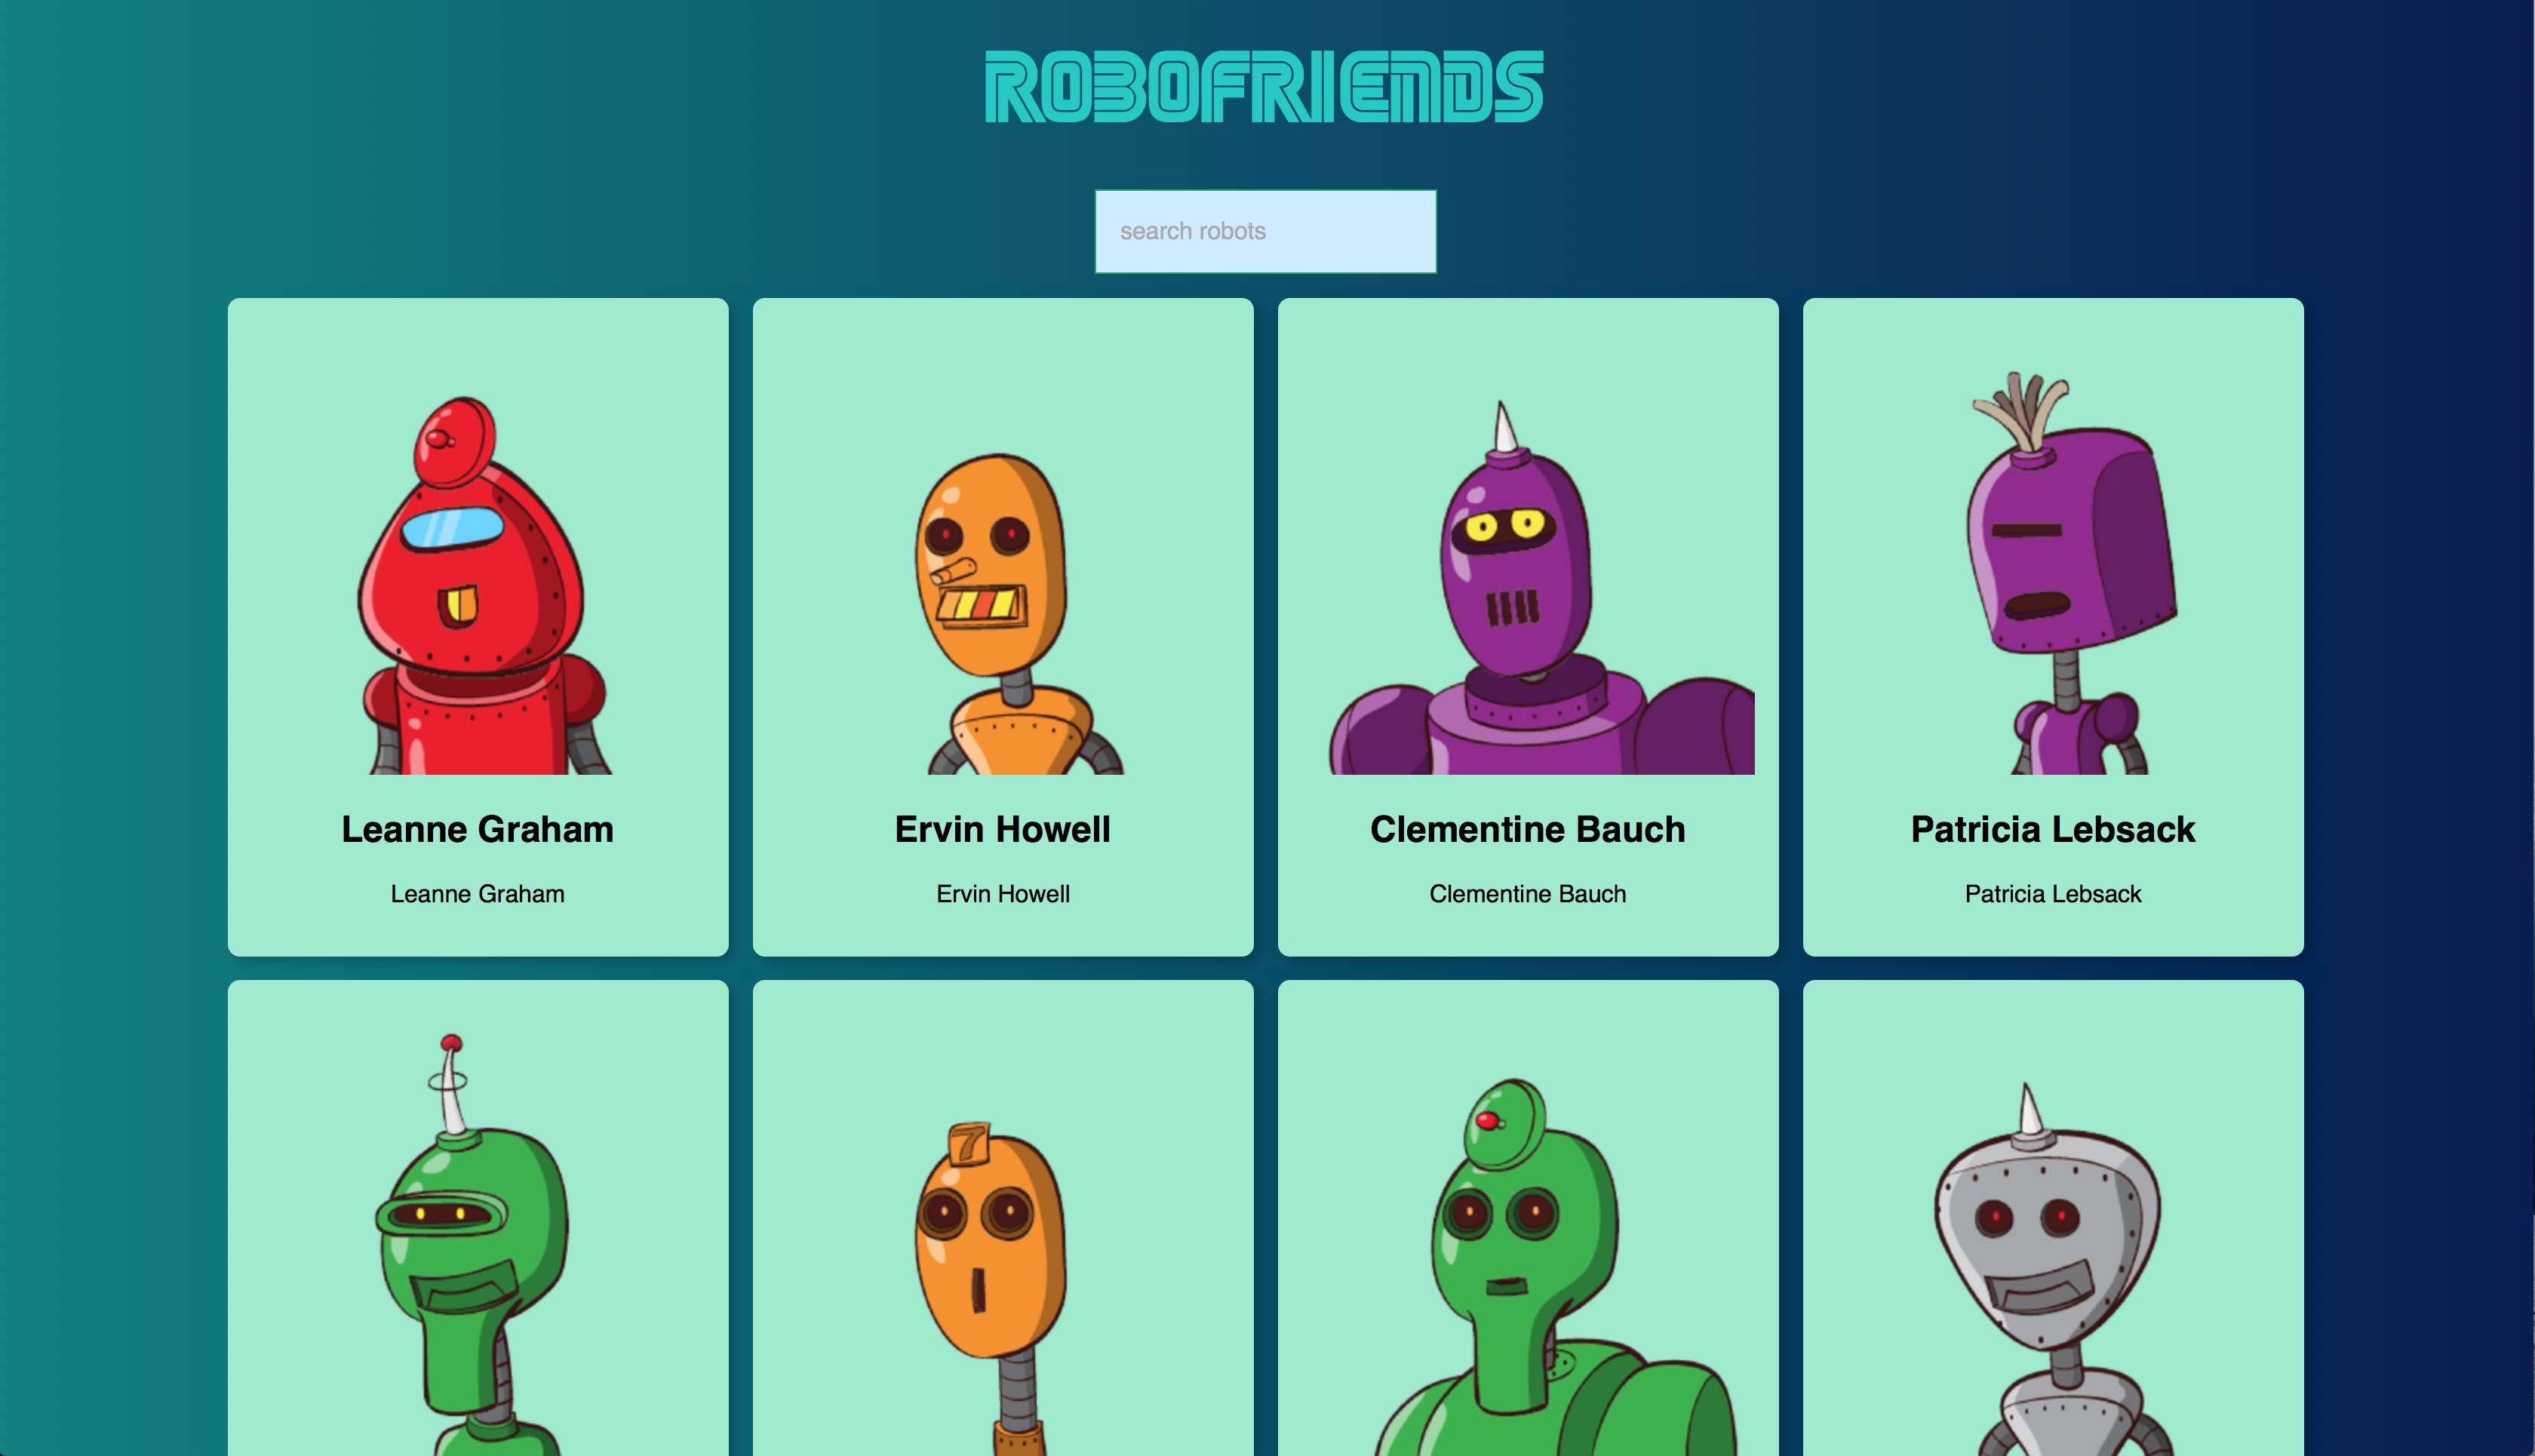 ROBOFRIENDS
search robots
Leanne Graham
Leanne Graham
Ervin Howell
Ervin Howell
Clementine Bauch
Clementine Bauch
Patricia Lebsack
Patricia Lebsack
7